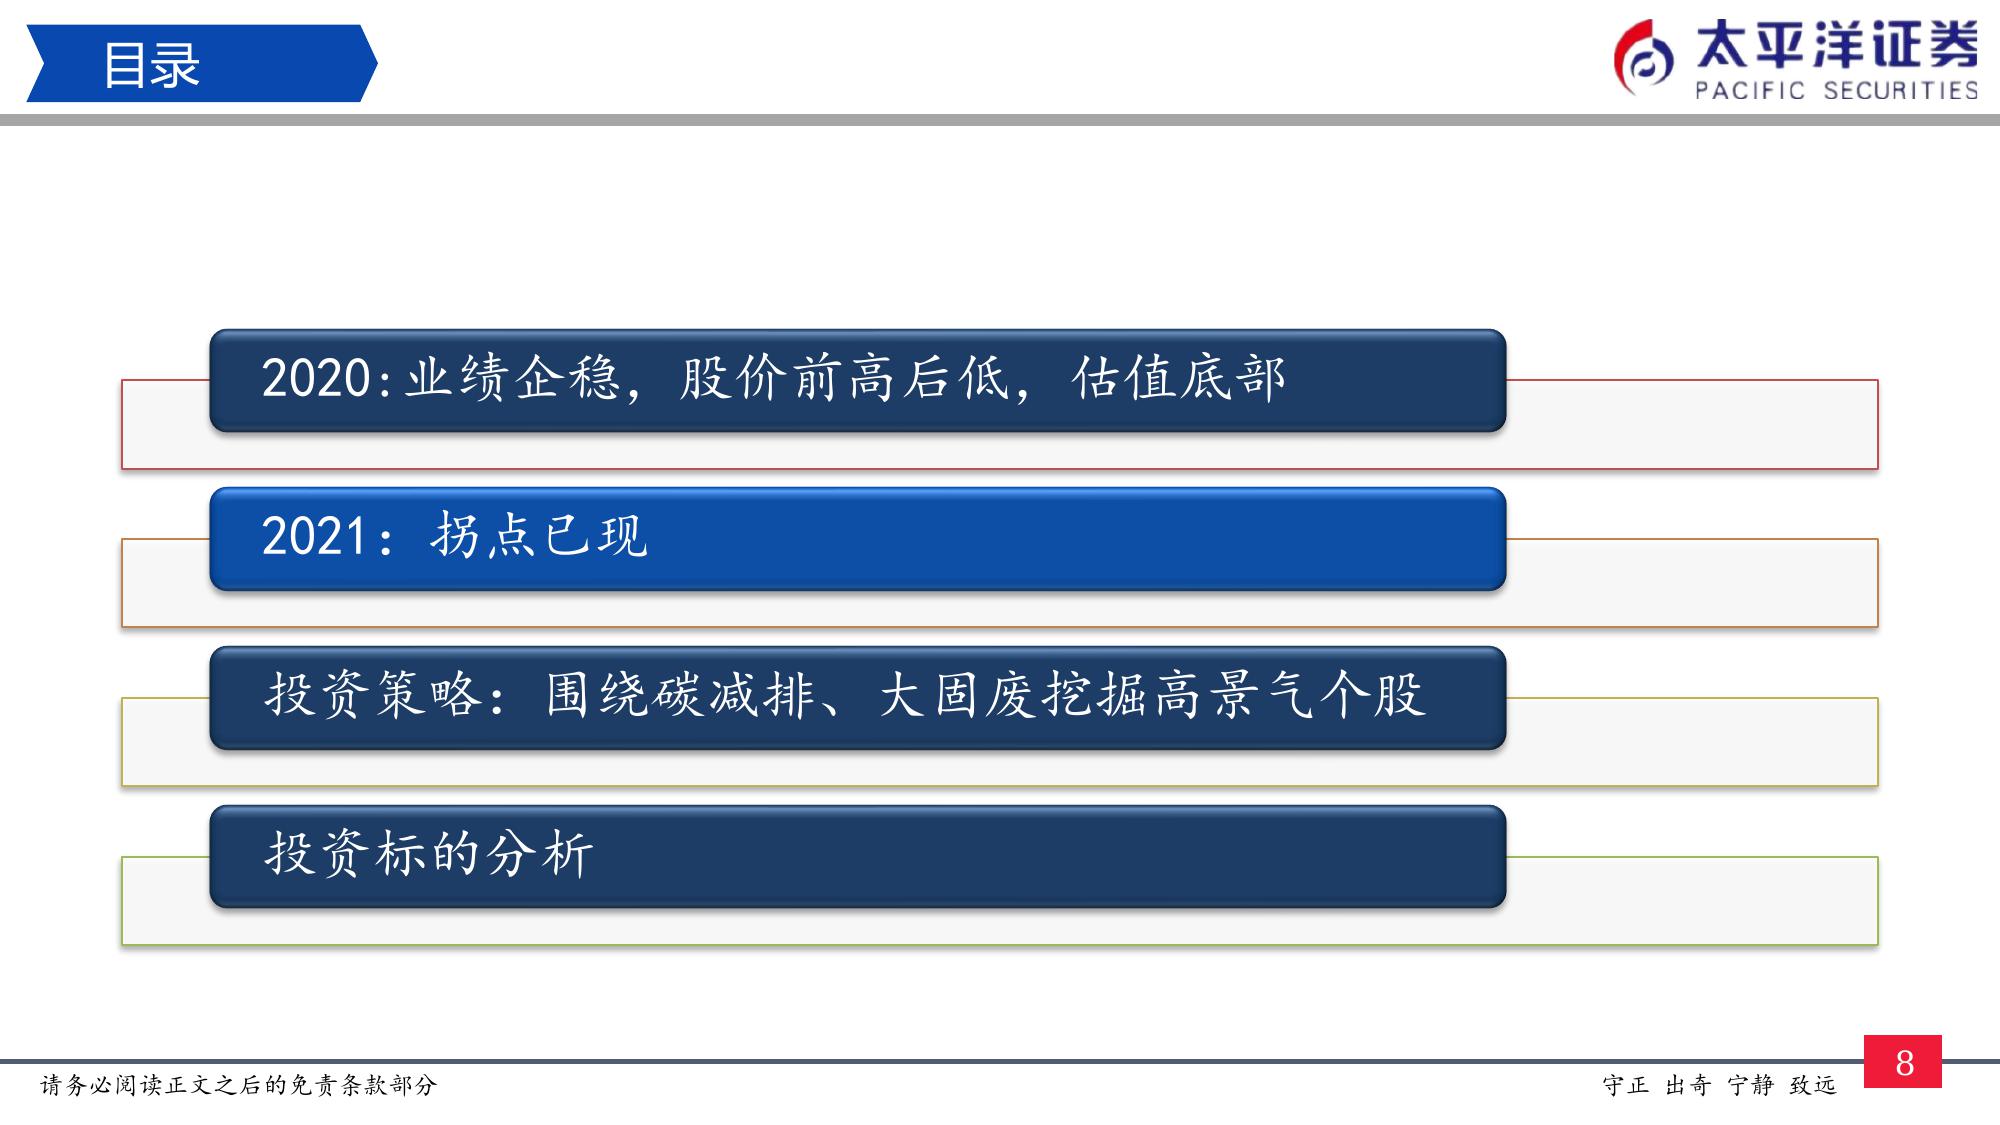 目录
太平洋证券
PACIFIC SECURITIES
2020:业绩企稳，股价前高后低，估值底部
2021：拐点已现
投资策略：围绕碳减排、大固废挖掘高景气个股
投资标的分析
请务必阅读正文之后的免责条款部分
守正 出奇 宁静 致远
8